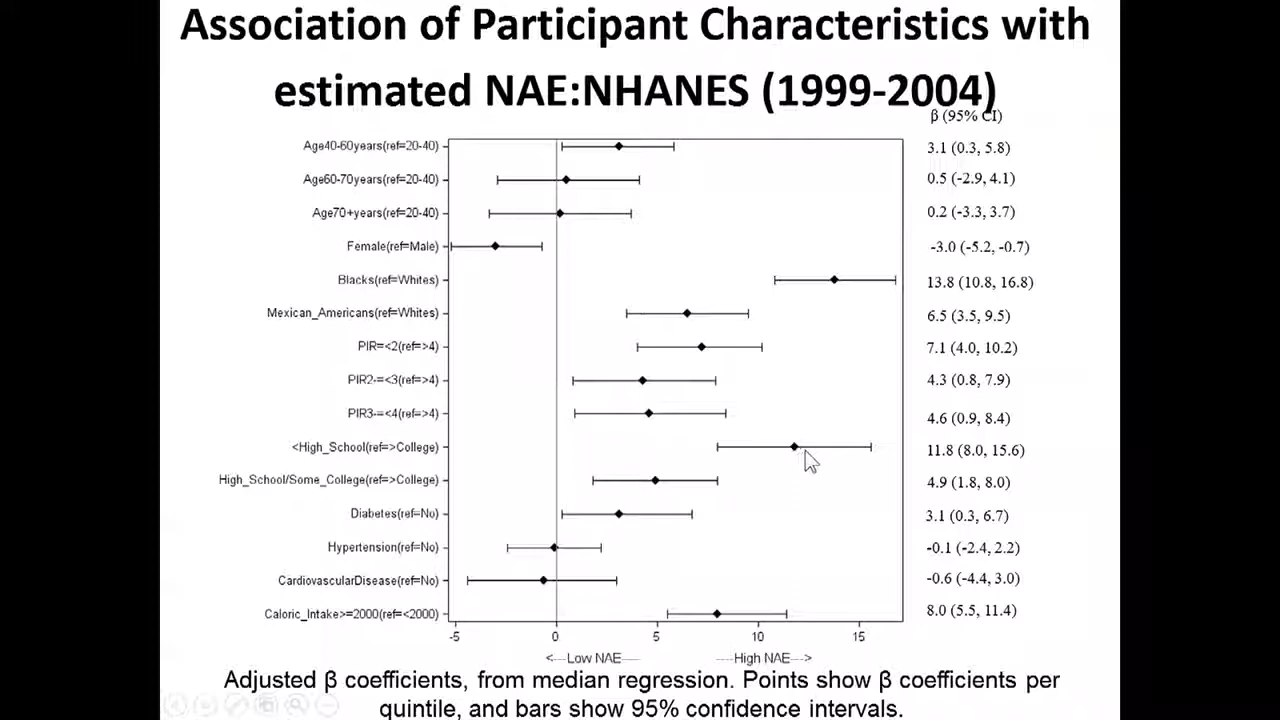 Association of Participant Characteristics with
estimated NAE:NHANES (1999-2004)
β (95% CI)
Age40-60years(ref=20-40) 3.1 (0.3, 5.8)
Age60-70years(ref=20-40) 0.5 (-2.9, 4.1)
Age70+years(ref=20-40) 0.2 (-3.3, 3.7)
Female(ref=Male) -3.0 (-5.2, -0.7)
Blacks(ref=Whites) 13.8 (10.8, 16.8)
Mexican_Americans(ref=Whites) 6.5 (3.5, 9.5)
PIR=<2(ref=>4) 7.1 (4.0, 10.2)
PIR2-=<3(ref=>4) 4.3 (0.8, 7.9)
PIR3-=<4(ref=>4) 4.6 (0.9, 8.4)
<High_School(ref=>College) 11.8 (8.0, 15.6)
High_School/Some_College(ref=>College) 4.9 (1.8, 8.0)
Diabetes(ref=No) 3.1 (0.3, 6.7)
Hypertension(ref=No) -0.1 (-2.4, 2.2)
CardiovascularDisease(ref=No) -0.6 (-4.4, 3.0)
Caloric_Intake>=2000(ref=<2000) 8.0 (5.5, 11.4)
-5 0 5 10 15
<---Low NAE---- ----High NAE--->
Adjusted β coefficients, from median regression. Points show β coefficients per
quintile, and bars show 95% confidence intervals.